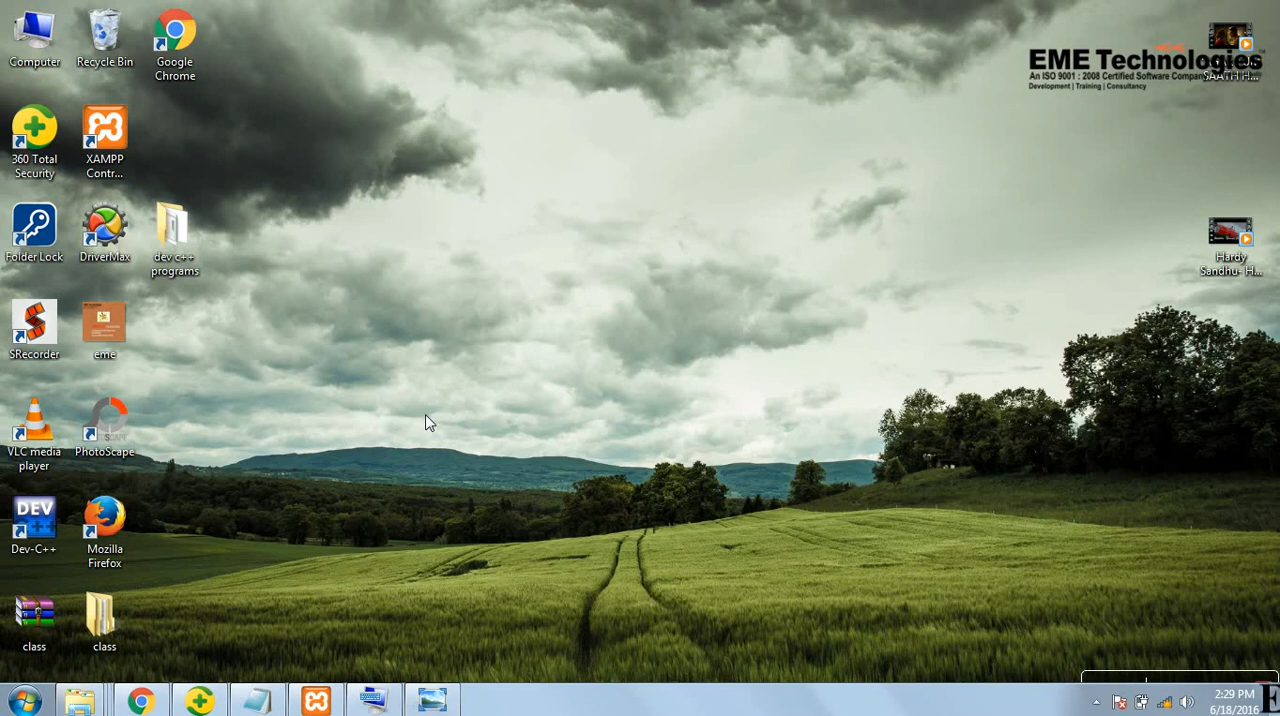 Computer
Recycle Bin
Google
Chrome
EME Technologies
An ISO 9001 : 2008 Certified Software Company
Development | Training | Consultancy
SAATH H...
360 Total
Security
XAMPP
Contr...
Folder Lock
DriverMax
dev c++
programs
Hardy
Sandhu- H...
SRecorder
eme
VLC media
player
PhotoScape
DEV
Dev-C++
Mozilla
Firefox
class
class
2:29 PM
6/18/2016
E